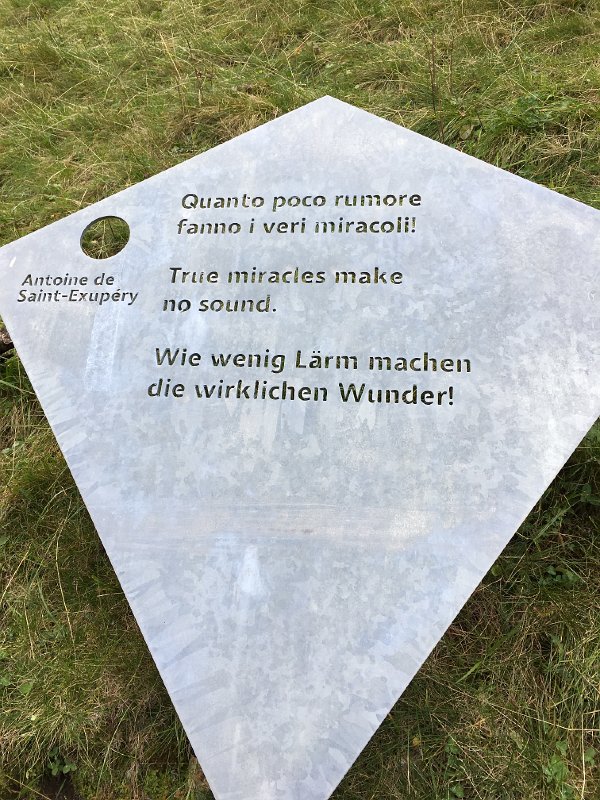 Quanto poco rumore
fanno i veri miracoli!
Antoine de
Saint-Exupéry
True miracles make
no sound.
Wie wenig Lärm machen
die wirklichen Wunder!